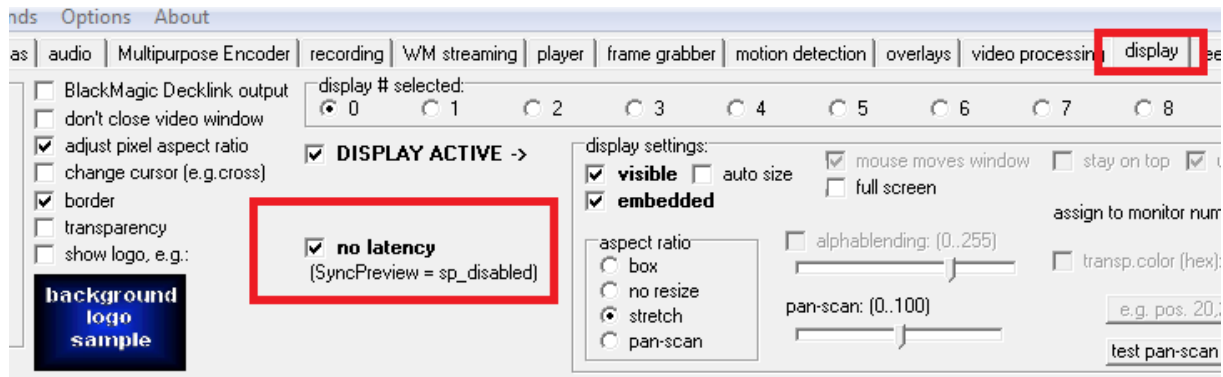 nds Options About
as audio Multipurpose Encoder recording WM streaming player frame grabber motion detection overlays video processing display
BlackMagic Decklink output
don't close video window
adjust pixel aspect ratio
change cursor (e.g.cross)
border
transparency
show logo, e.g.:
background
logo
sample
display # selected:
0 1 2 3 4 5 6 7 8
DISPLAY ACTIVE ->
no latency
(SyncPreview = sp_disabled)
display settings:
visible auto size
embedded
mouse moves window stay on top
full screen
assign to monitor num
aspect ratio
box
no resize
stretch
pan-scan
alphablending: (0..255)
transp.color (hex):
pan-scan: (0..100)
e.g. pos. 20,
test pan-scan